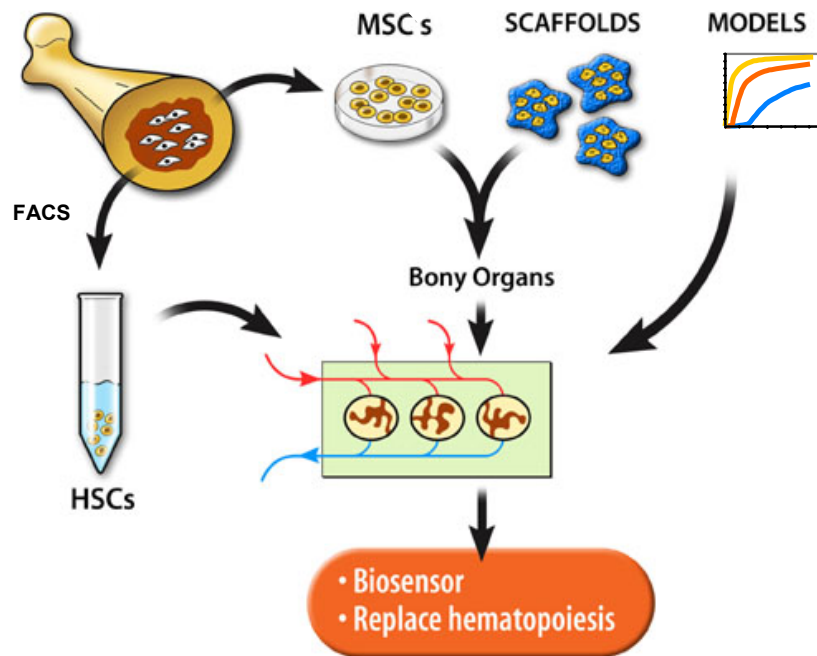 MSC's
SCAFFOLDS
MODELS
FACS
Bony Organs
HSCs
• Biosensor
• Replace hematopoiesis